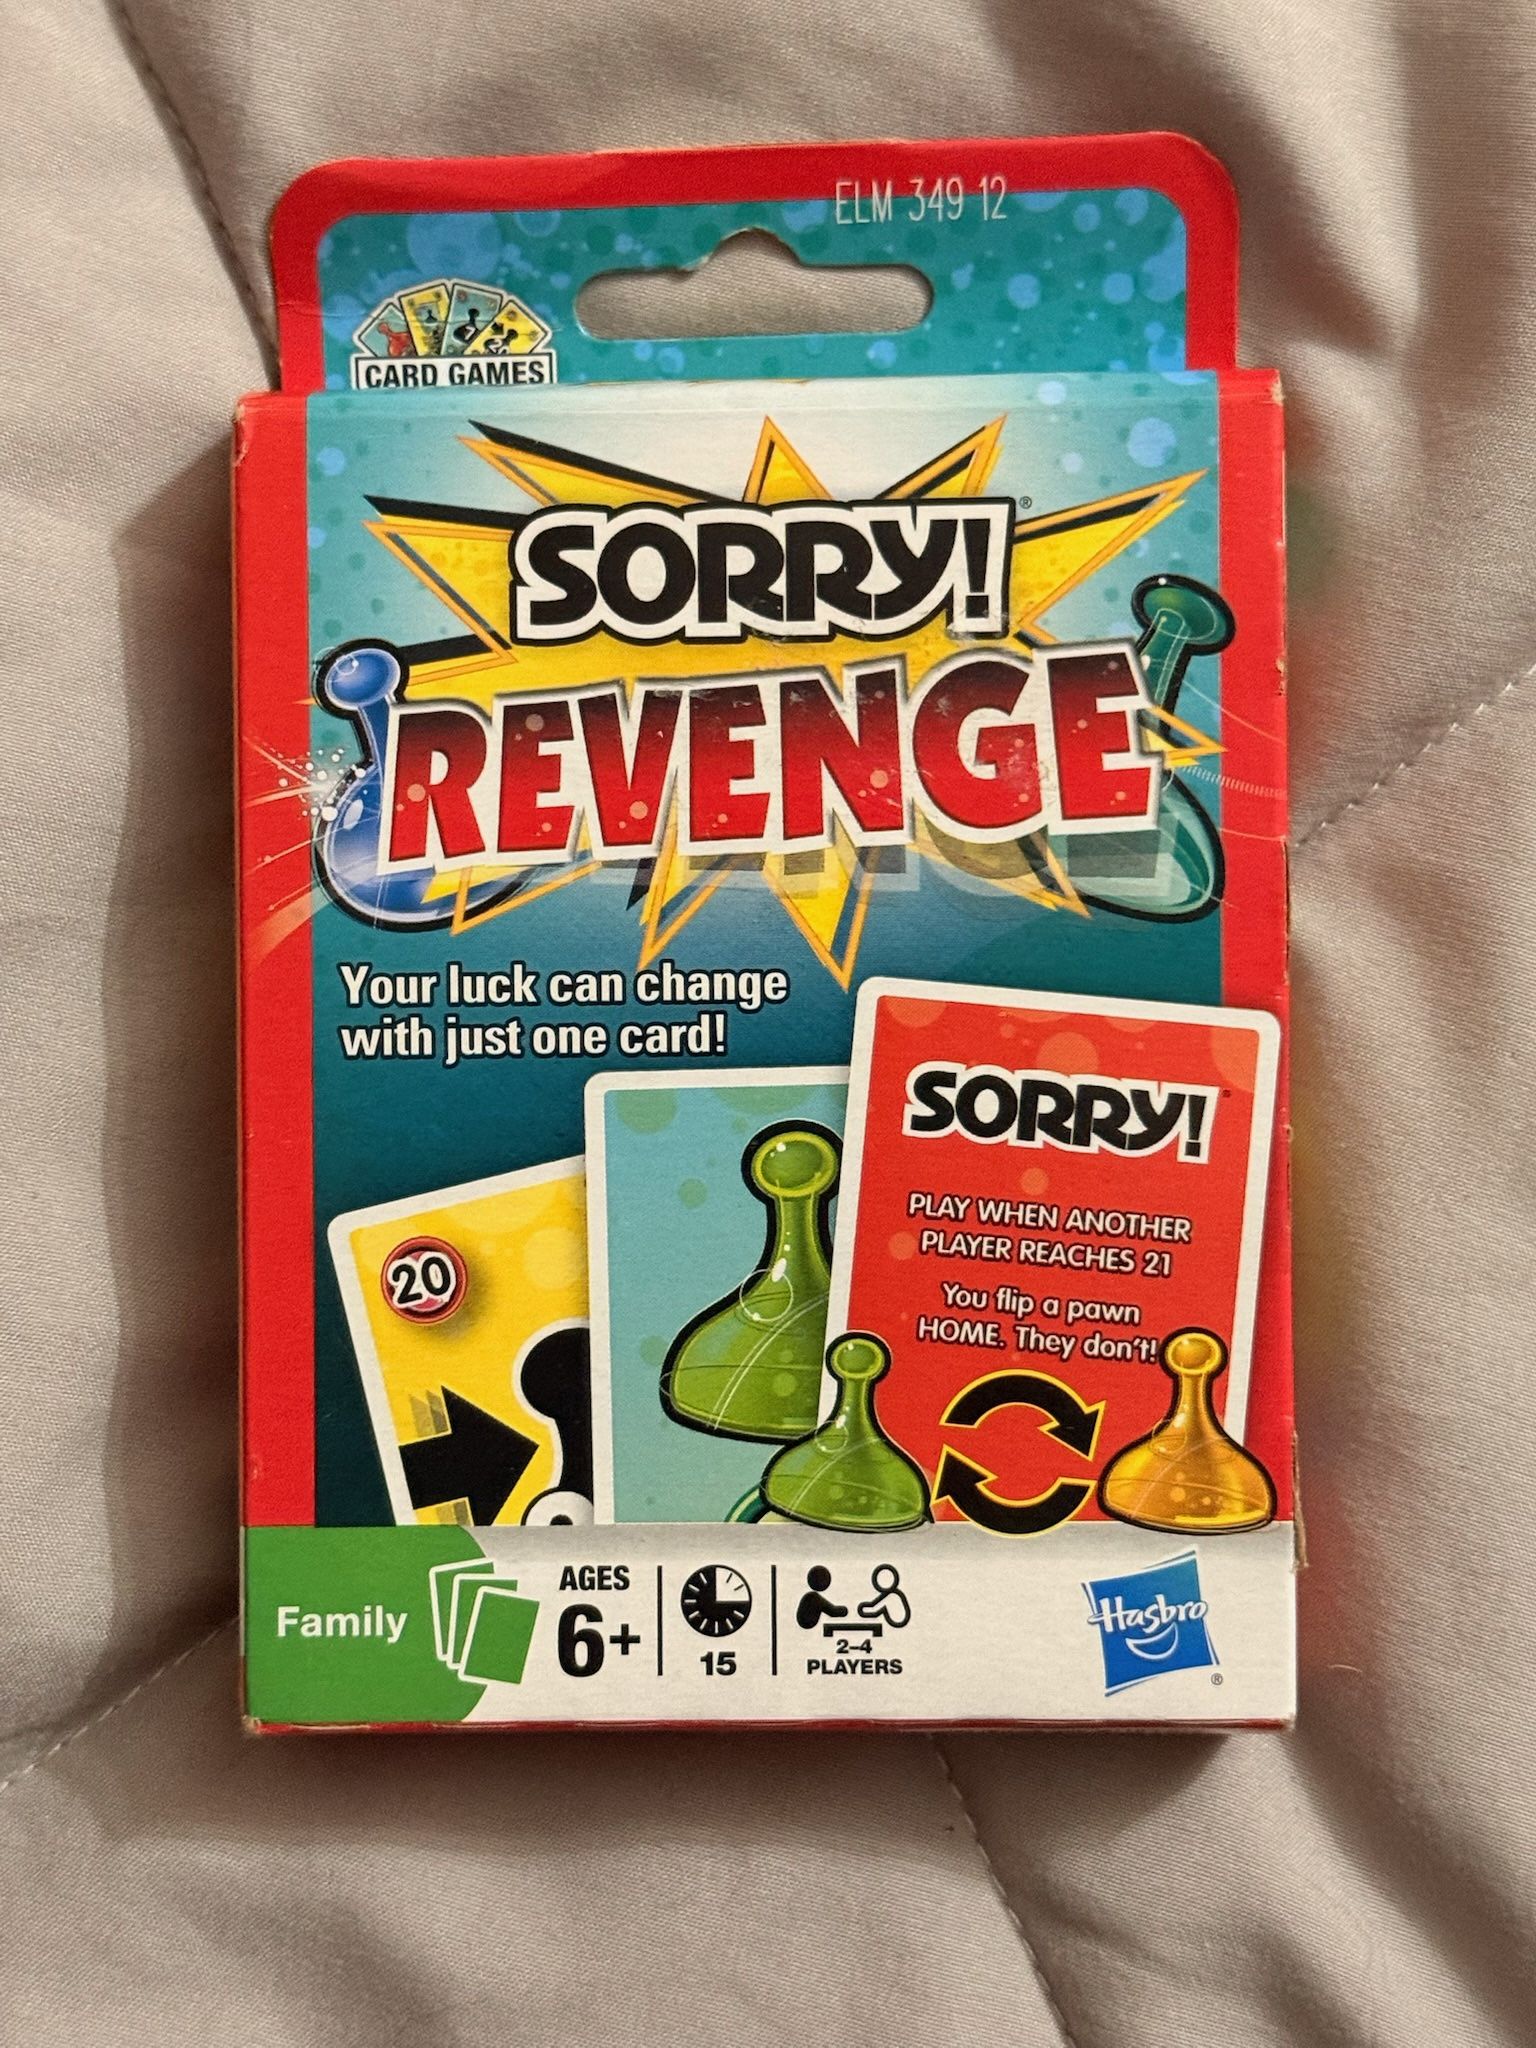 ELM 349 12
CARD GAMES
SORRY!®
REVENGE
Your luck can change
with just one card!
20
SORRY!
PLAY WHEN ANOTHER
PLAYER REACHES 21
You flip a pawn
HOME. They don't!
Family
AGES
6+
15
2-4
PLAYERS
Hasbro
®